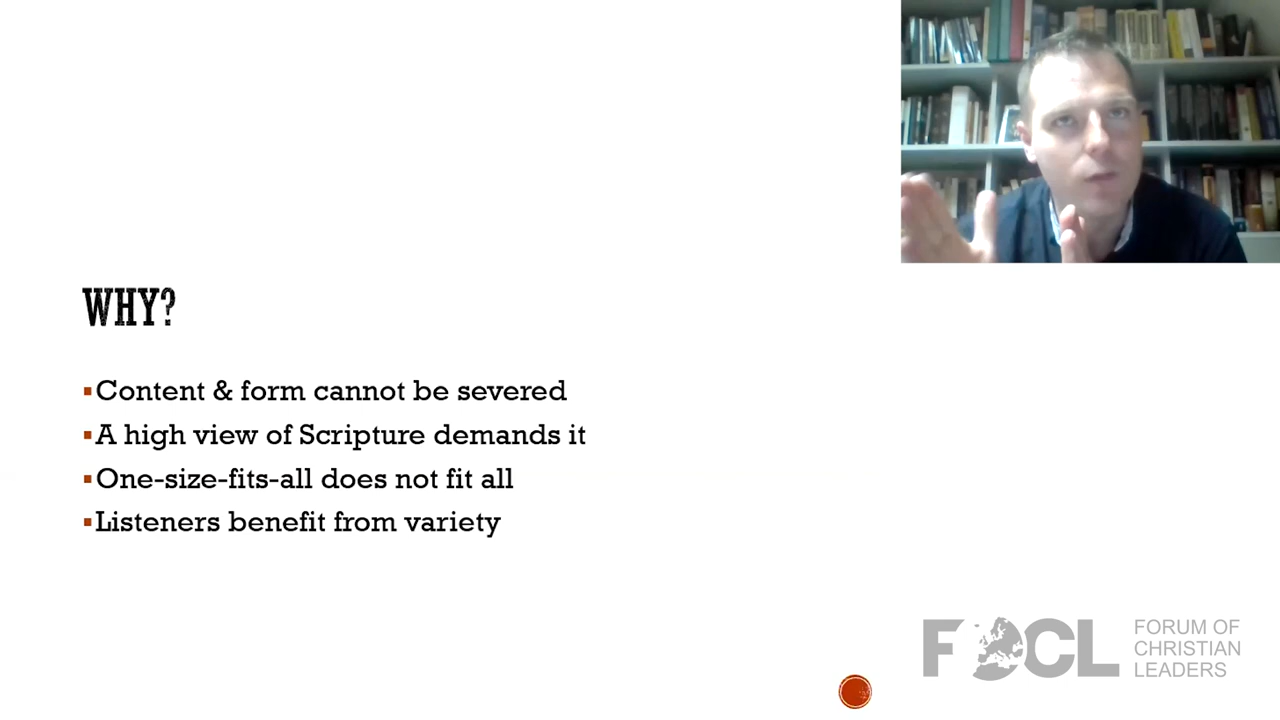 WHY?
Content & form cannot be severed
A high view of Scripture demands it
One-size-fits-all does not fit all
Listeners benefit from variety
FOCL
FORUM OF
CHRISTIAN
LEADERS